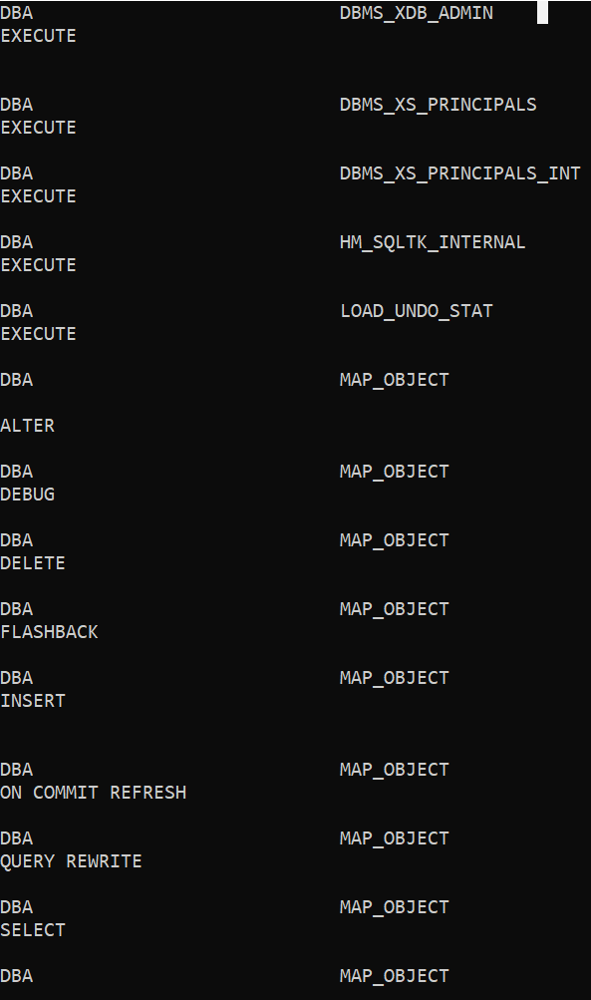 DBA DBMS_XDB_ADMIN
EXECUTE
DBA DBMS_XS_PRINCIPALS
EXECUTE
DBA DBMS_XS_PRINCIPALS_INT
EXECUTE
DBA HM_SQLTK_INTERNAL
EXECUTE
DBA LOAD_UNDO_STAT
EXECUTE
DBA MAP_OBJECT
ALTER
DBA MAP_OBJECT
DEBUG
DBA MAP_OBJECT
DELETE
DBA MAP_OBJECT
FLASHBACK
DBA MAP_OBJECT
INSERT
DBA MAP_OBJECT
ON COMMIT REFRESH
DBA MAP_OBJECT
QUERY REWRITE
DBA MAP_OBJECT
SELECT
DBA MAP_OBJECT